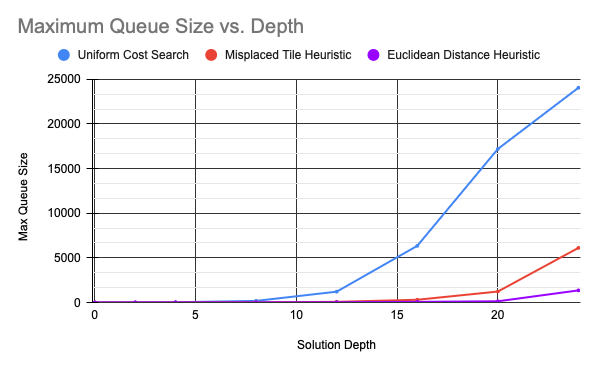 Maximum Queue Size vs. Depth
Uniform Cost Search
Misplaced Tile Heuristic
Euclidean Distance Heuristic
25000
20000
15000
10000
5000
0
Max Queue Size
0
5
10
15
20
Solution Depth